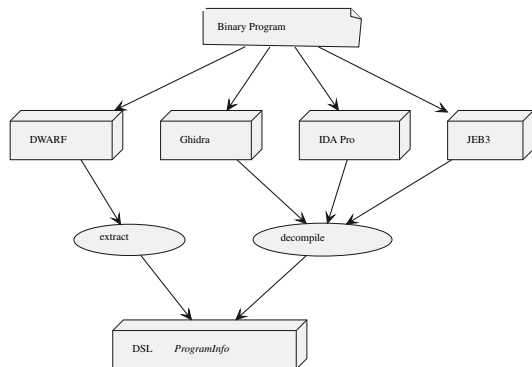 Binary Program
DWARF
Ghidra
IDA Pro
JEB3
extract
decompile
DSL ProgramInfo